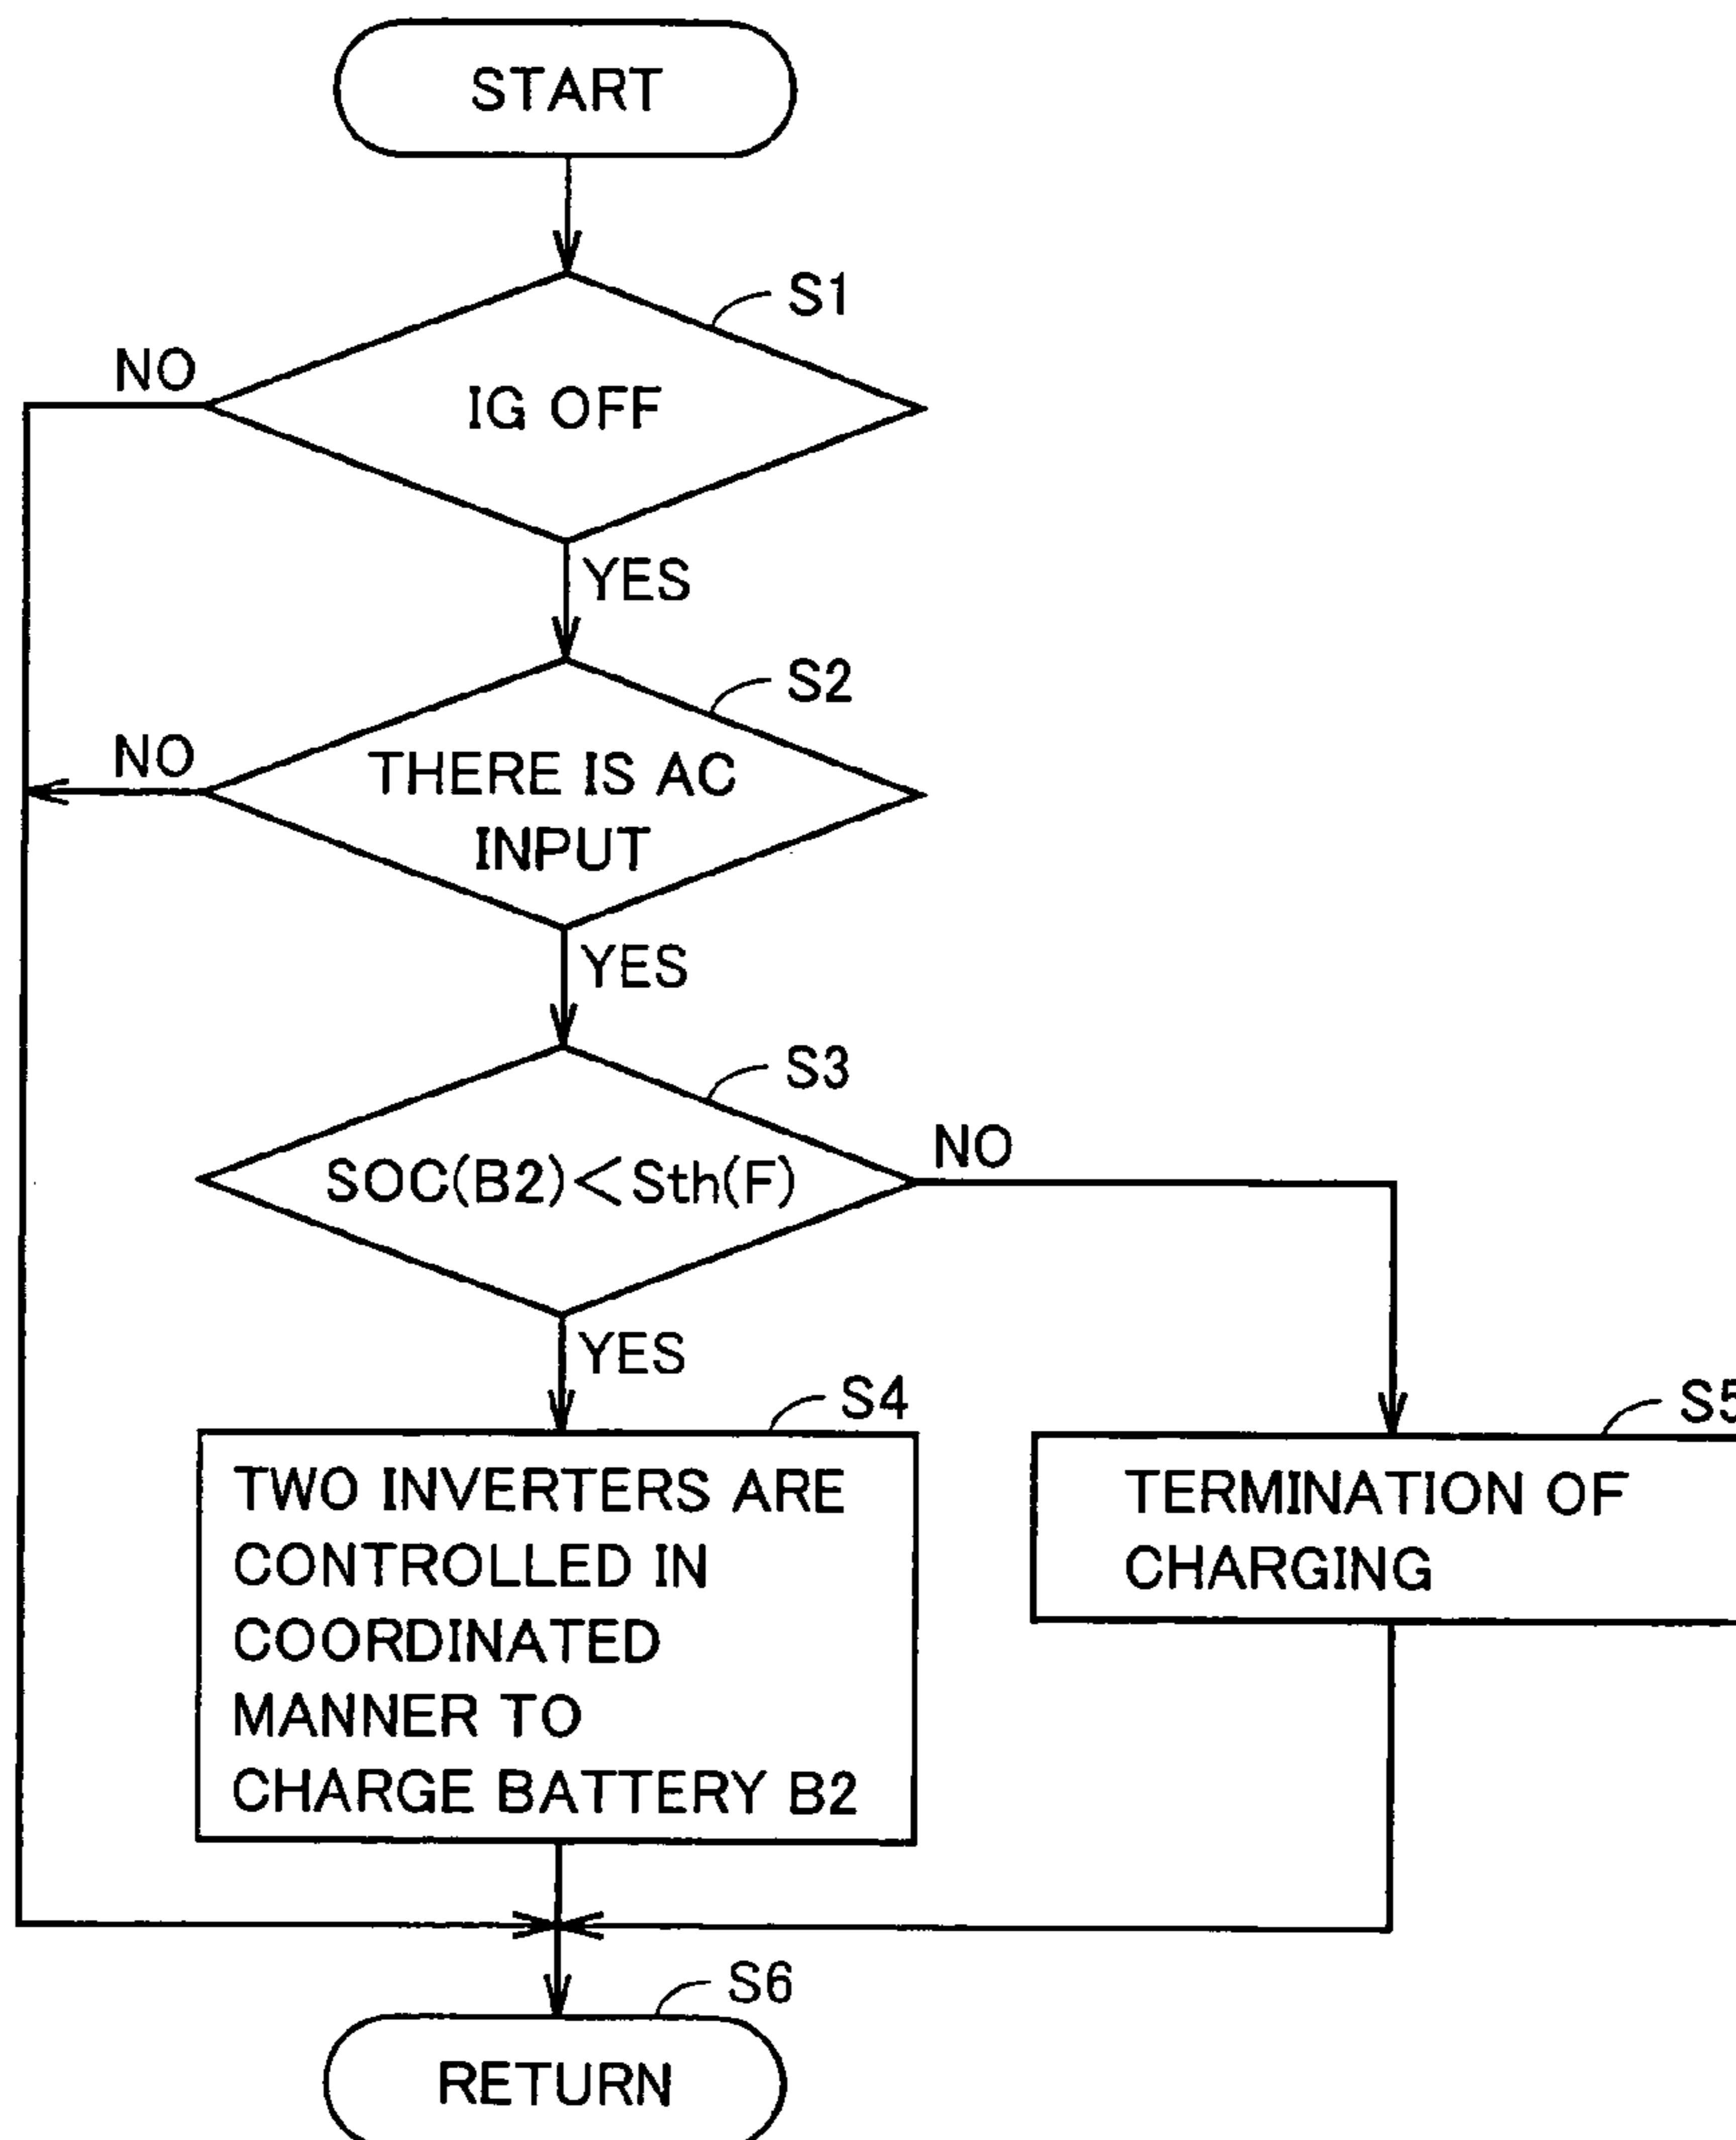 START
S1
NO
IG OFF
YES
S2
NO
THERE IS AC
INPUT
YES
S3
NO
SOC(B2)<Sth(F)
YES
S4
S5
TWO INVERTERS ARE
CONTROLLED IN
COORDINATED
MANNER TO
CHARGE BATTERY B2
TERMINATION OF
CHARGING
S6
RETURN